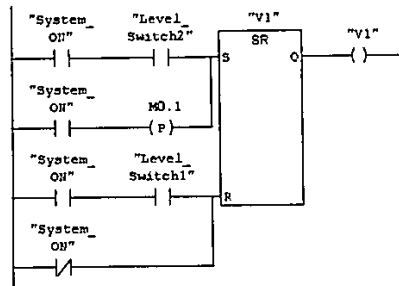 "System_
ON"
"Level_
Switch2"
"V1"
SR
"V1"
S
Q
"System_
ON"
M0.1
P
"System_
ON"
"Level_
Switch1"
R
"System_
ON"